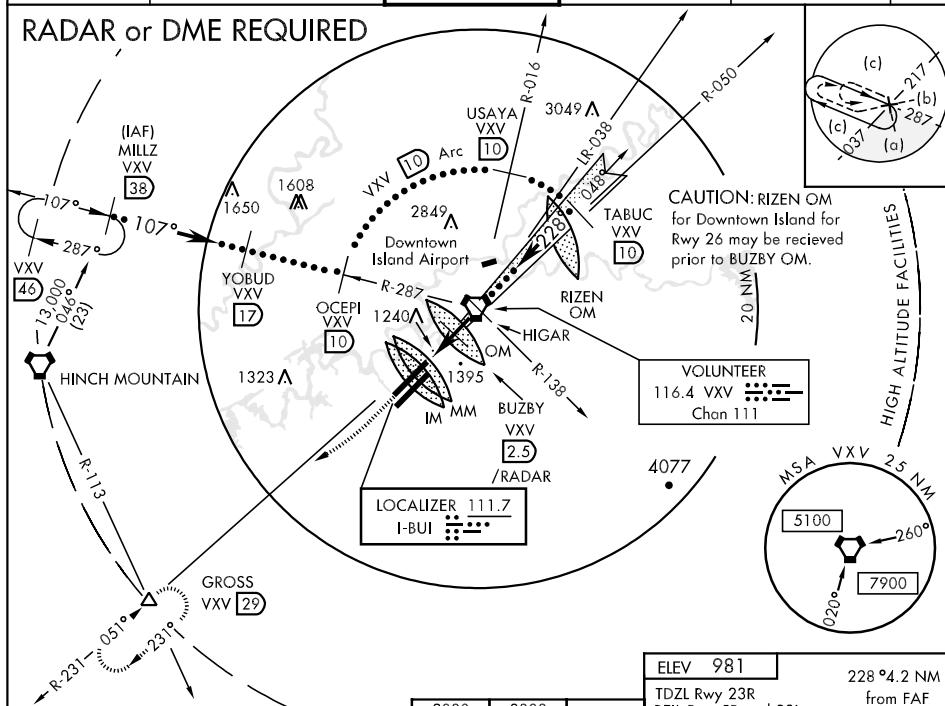 RADAR or DME REQUIRED
R-016
R-050
(c)
217
(b)
287
(c)
(a)
037
USAYA
VXV
10
3049
LR-038
(IAF)
MILLZ
VXV
38
VXV 10 Arc
107°
107°
1650
1608
2849
048°
228°
TABUC
VXV
10
CAUTION: RIZEN OM
for Downtown Island for
Rwy 26 may be recieved
prior to BUZBY OM.
Downtown
Island Airport
287°
VXV
46
YOBUD
VXV
17
R-287
RIZEN
OM
20 NM
HIGH ALTITUDE FACILITIES
13,000
046°
(23)
OCEPI
VXV
10
1240
OM
HIGAR
HINCH MOUNTAIN
1323
1395
R-138
IM
MM
BUZBY
VXV
2.5
/RADAR
VOLUNTEER
116.4 VXV
Chan 111
R-113
4077
MSA VXV 25 NM
LOCALIZER 111.7
I-BUI
5100
260°
7900
020°
GROSS
VXV 29
051°
231°
R-231
ELEV 981
228°4.2 NM
from FAF
TDZL Rwy 23R